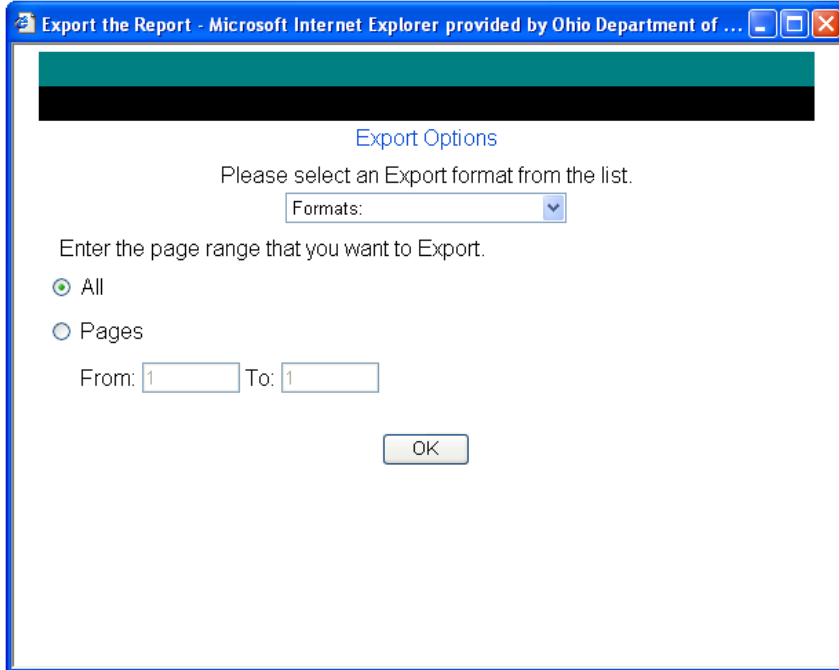 Export the Report - Microsoft Internet Explorer provided by Ohio Department of ...
Export Options
Please select an Export format from the list.
Formats:
Enter the page range that you want to Export.
All
Pages
From: 1 To: 1
OK